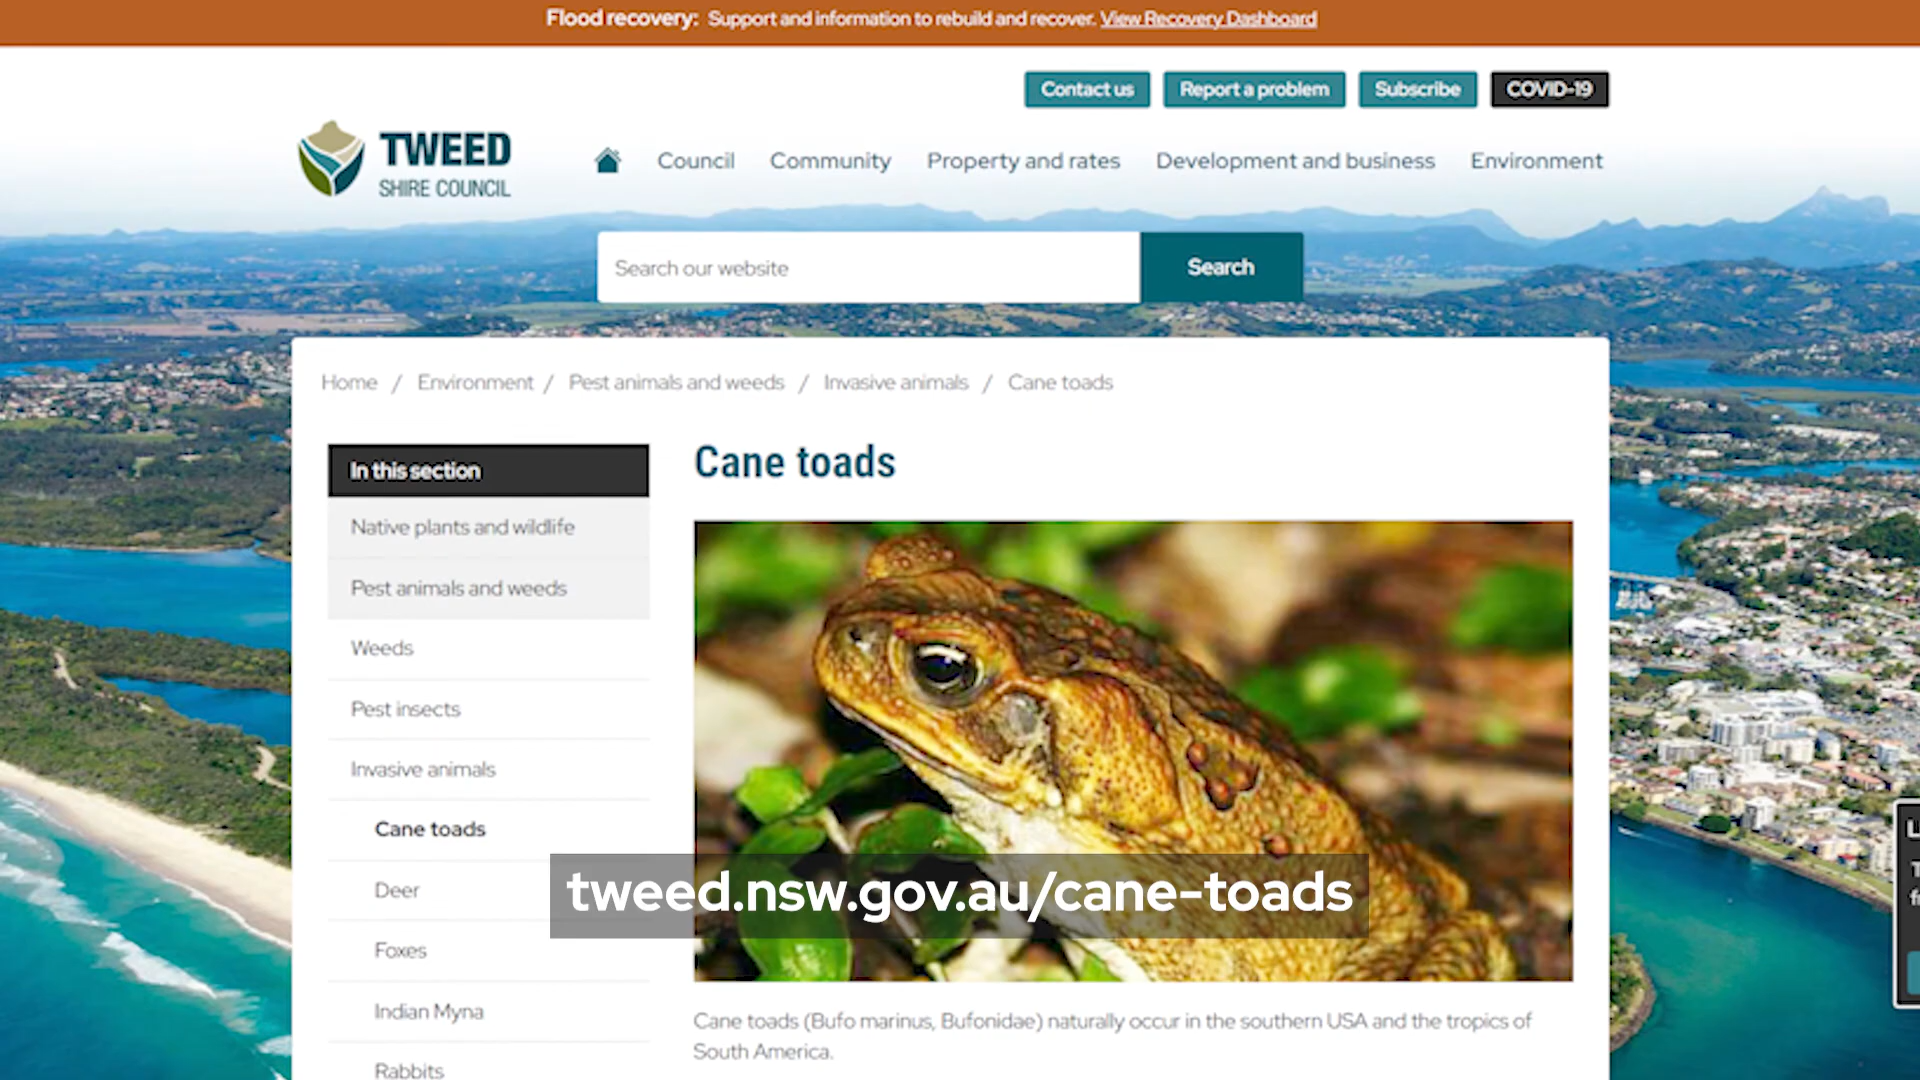 Flood recovery: Support and information to rebuild and recover. View Recovery Dashboard
Contact us
Report a problem
Subscribe
COVID-19
TWEED
SHIRE COUNCIL
Council
Community
Property and rates
Development and business
Environment
Search our website
Search
Home / Environment / Pest animals and weeds / Invasive animals / Cane toads
In this section
Native plants and wildlife
Pest animals and weeds
Weeds
Pest insects
Invasive animals
Cane toads
Deer
Foxes
Indian Myna
Rabbits
Cane toads
tweed.nsw.gov.au/cane-toads
Cane toads (Bufo marinus, Bufonidae) naturally occur in the southern USA and the tropics of
South America.